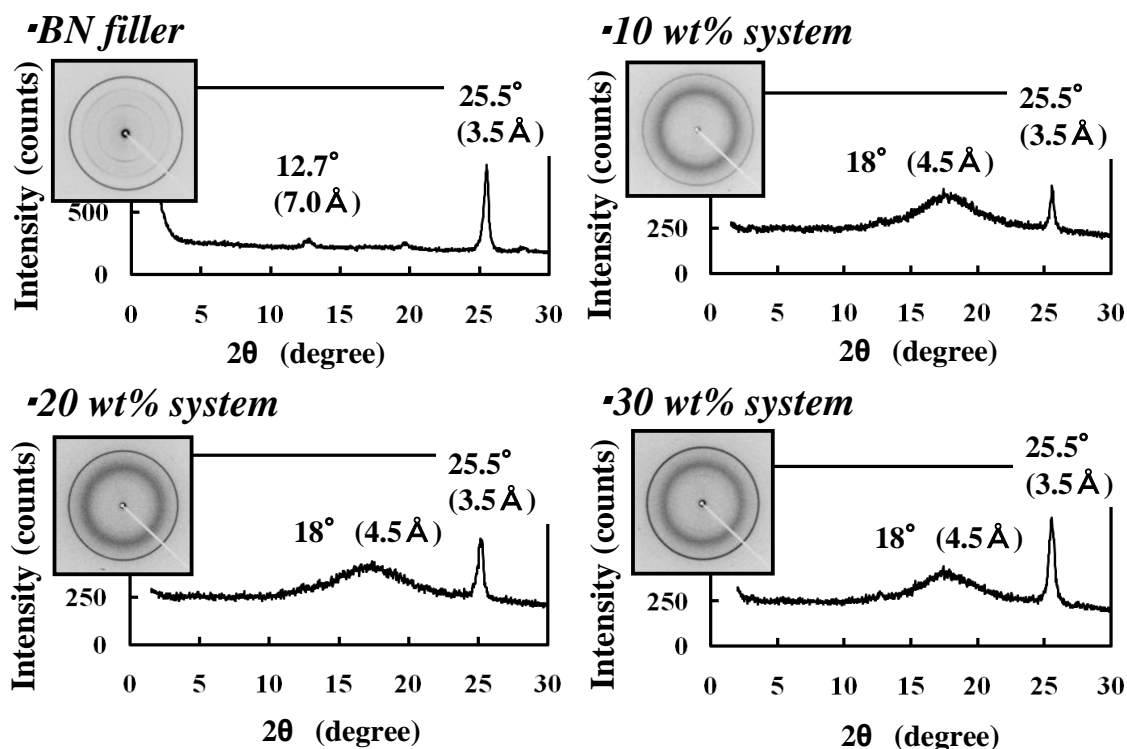 ▪BN filler
Intensity (counts)
25.5°
(3.5 Å)
12.7°
(7.0 Å)
500
0
0 5 10 15 20 25 30
2θ (degree)
▪10 wt% system
Intensity (counts)
25.5°
(3.5 Å)
18° (4.5 Å)
250
0
0 5 10 15 20 25 30
2θ (degree)
▪20 wt% system
Intensity (counts)
25.5°
(3.5 Å)
18° (4.5 Å)
250
0
0 5 10 15 20 25 30
2θ (degree)
▪30 wt% system
Intensity (counts)
25.5°
(3.5 Å)
18° (4.5 Å)
250
0
0 5 10 15 20 25 30
2θ (degree)